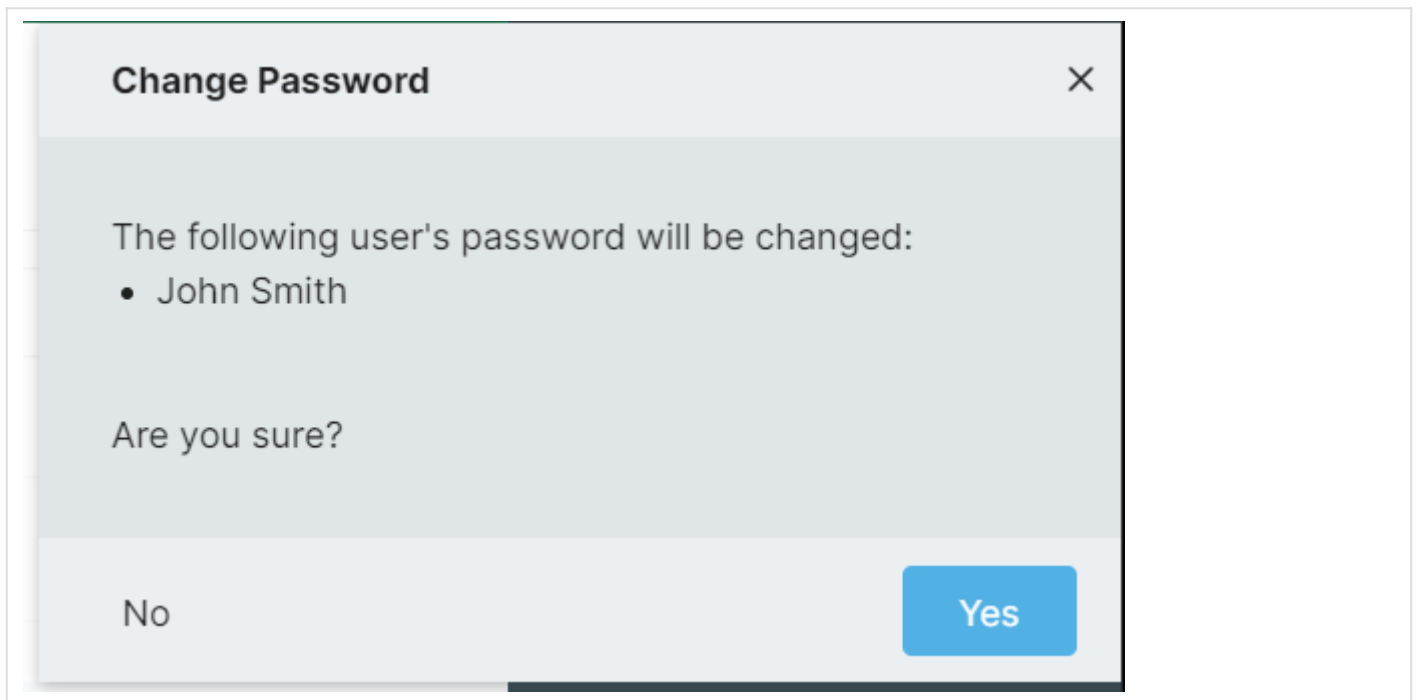 Change Password
The following user's password will be changed:
• John Smith
Are you sure?
No
Yes